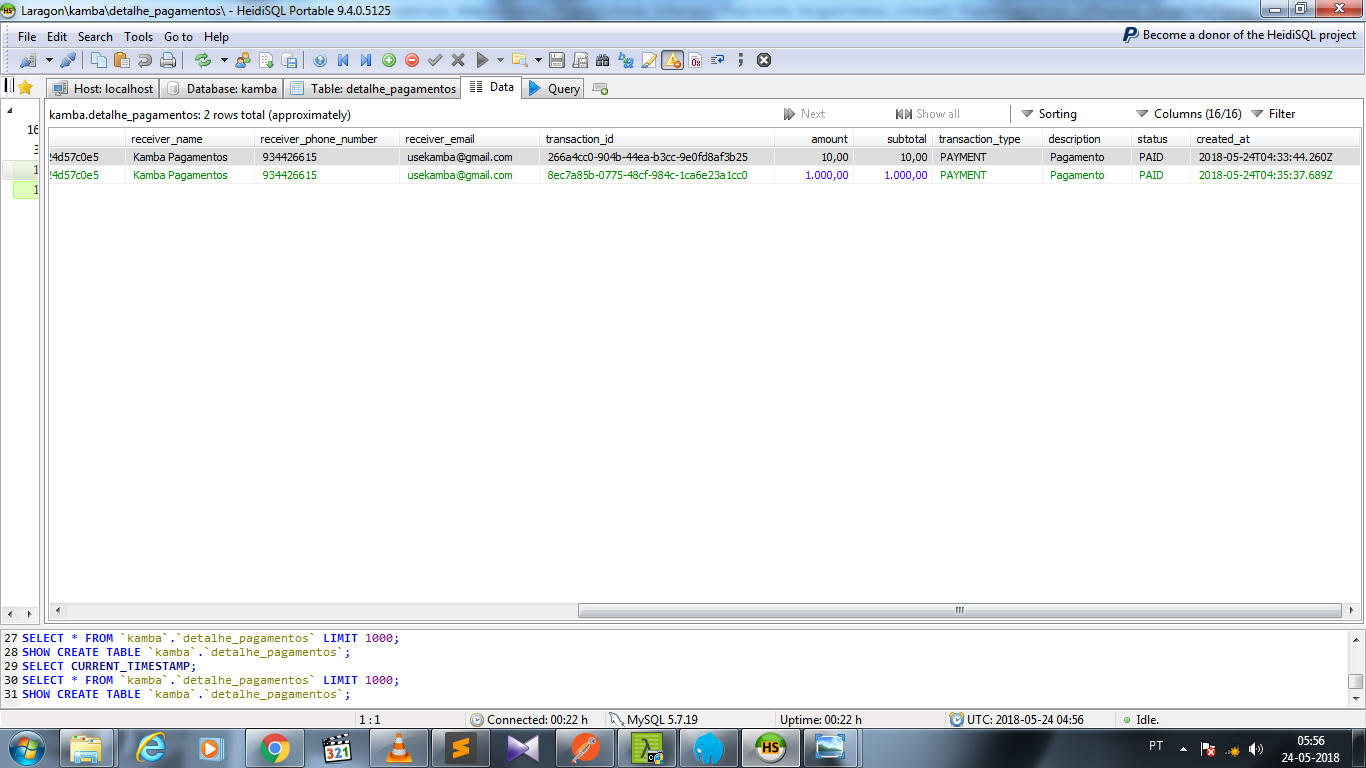 Laragon\kamba\detalhe_pagamentos\ - HeidiSQL Portable 9.4.0.5125
File Edit Search Tools Go to Help
Become a donor of the HeidiSQL project
Host: localhost Database: kamba Table: detalhe_pagamentos Data Query
kamba.detalhe_pagamentos: 2 rows total (approximately) Next Show all Sorting Columns (16/16) Filter
receiver_name receiver_phone_number receiver_email transaction_id amount subtotal transaction_type description status created_at
24d57c0e5 Kamba Pagamentos 934426615 usekamba@gmail.com 266a4cc0-904b-44ea-b3cc-9e0fd8af3b25 10,00 10,00 PAYMENT Pagamento PAID 2018-05-24T04:33:44.260Z
24d57c0e5 Kamba Pagamentos 934426615 usekamba@gmail.com 8ec7a85b-0775-48cf-984c-1ca6e23a1cc0 1.000,00 1.000,00 PAYMENT Pagamento PAID 2018-05-24T04:35:37.689Z
27 SELECT * FROM `kamba`.`detalhe_pagamentos` LIMIT 1000;
28 SHOW CREATE TABLE `kamba`.`detalhe_pagamentos`;
29 SELECT CURRENT_TIMESTAMP;
30 SELECT * FROM `kamba`.`detalhe_pagamentos` LIMIT 1000;
31 SHOW CREATE TABLE `kamba`.`detalhe_pagamentos`;
1 : 1 Connected: 00:22 h MySQL 5.7.19 Uptime: 00:22 h UTC: 2018-05-24 04:56 Idle.
321 HS PT 05:56
24-05-2018